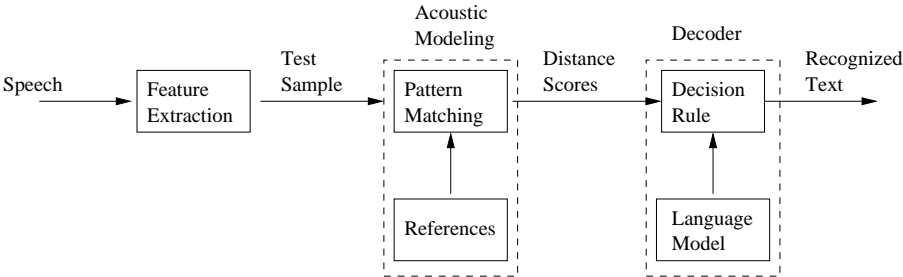 Speech
Feature
Extraction
Test
Sample
Acoustic
Modeling
Pattern
Matching
References
Distance
Scores
Decoder
Decision
Rule
Language
Model
Recognized
Text